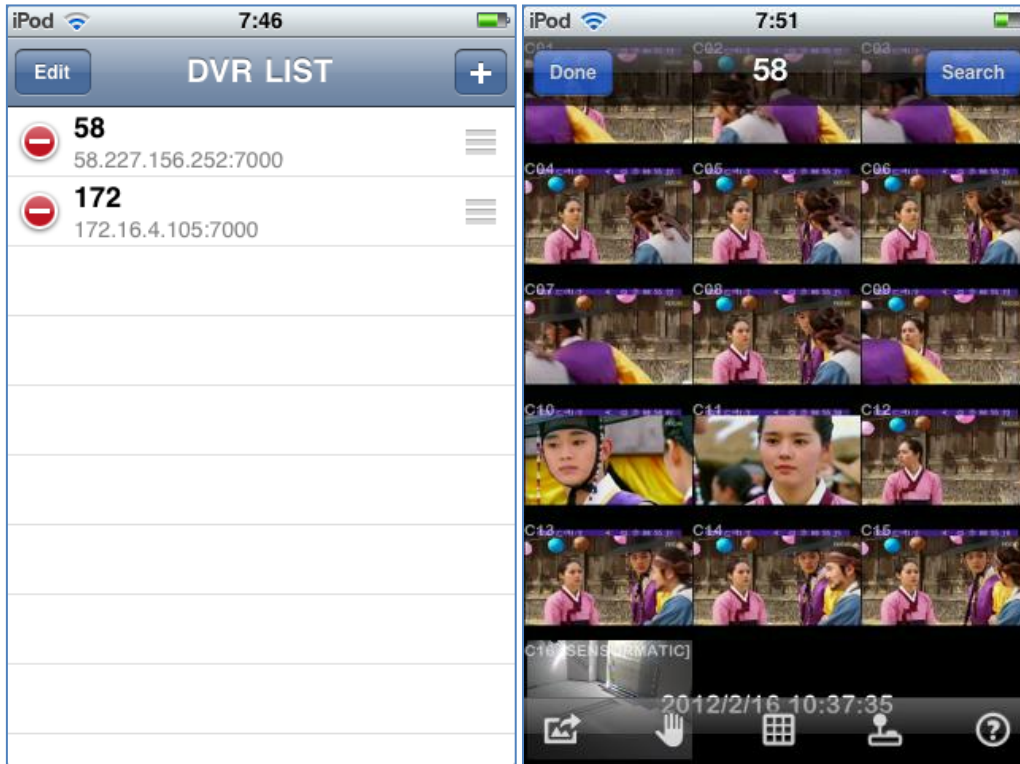 iPod 7:46
Edit DVR LIST +
58
58.227.156.252:7000
172
172.16.4.105:7000
iPod 7:51
C01 C02 C03
Done 58 Search
C04 C05 C06
C07 C08 C09
C10 C11 C12
C13 C14 C15
C16 [SENSORMATIC]
2012/2/16 10:37:35
?